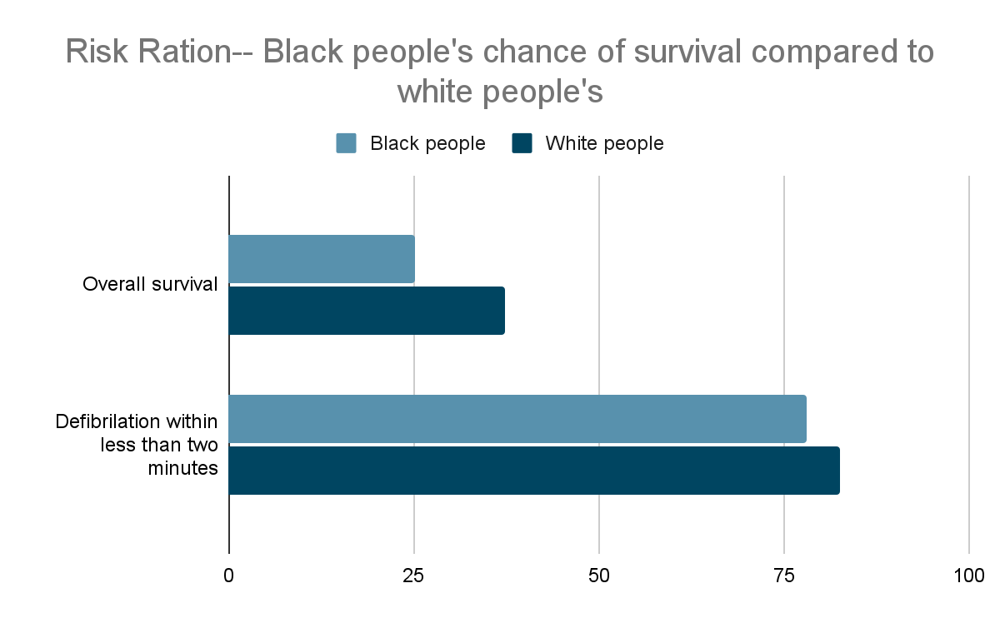 Risk Ration-- Black people's chance of survival compared to
white people's
Black people
White people
Overall survival
Defibrilation within
less than two
minutes
0
25
50
75
100